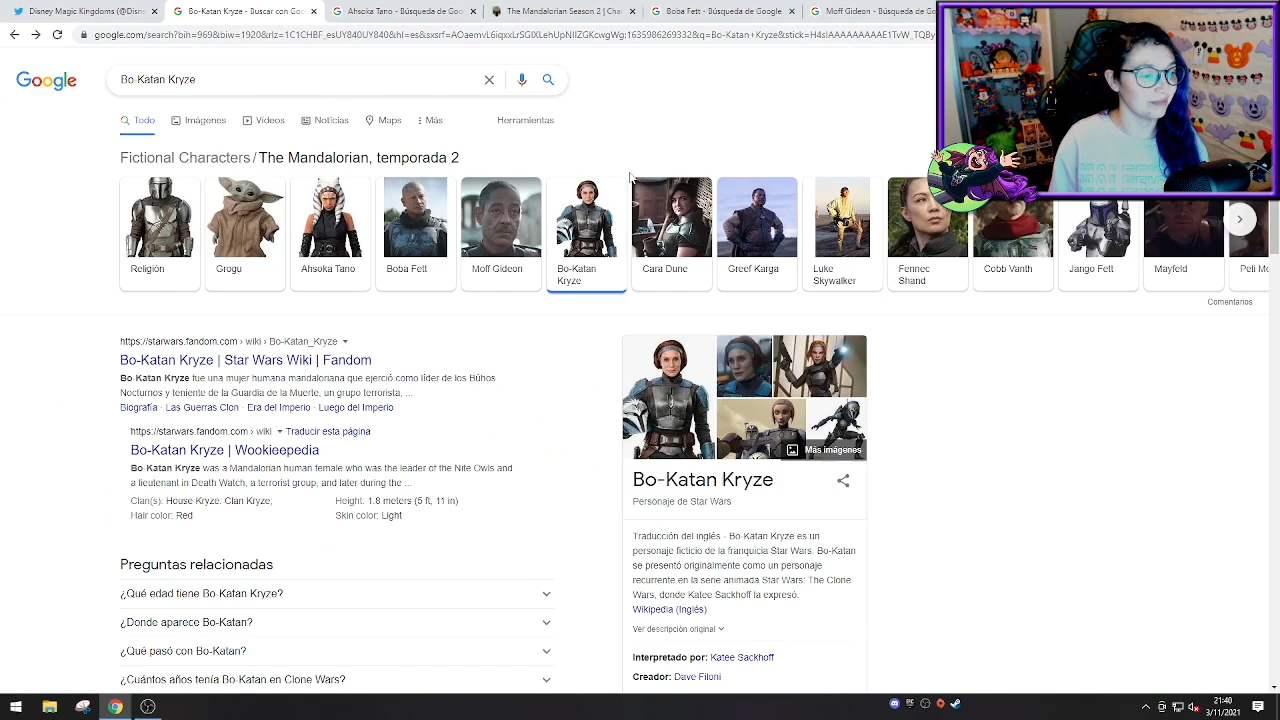 Disney Magic Kingdoms (@Disn
Bo-Katan Kryze - Buscar con Goo
Ahsoka Tano - Búsqueda de Goo
The Mandalorian Season 2 | Cha
Boba Fett - Búsqueda de Google
Moff Gideon - Búsqueda de Goog
Google
Bo-Katan Kryze
Todo
Imágenes
Maps
Más
Herramientas
Fictional Characters / The Mandalorian, temporada 2
Religión
Grogu
Ahsoka Tano
Boba Fett
Moff Gideon
Bo-Katan Kryze
Cara Dune
Greef Karga
Luke Skywalker
Fennec Shand
Cobb Vanth
Jango Fett
Mayfeld
Peli Mo
Comentarios
https://starwars.fandom.com › wiki › Bo-Katan_Kryze
Bo-Katan Kryze | Star Wars Wiki | Fandom
Bo-Katan Kryze fue una mujer humana mandaloriana que ejerció como líder de los Búhos
Nocturnos y teniente de la Guardia de la Muerte, un grupo terrorista, ...
Biografía · Las Guerras Clon · Era del Imperio · Luego del Imperio
https://starwars.fandom.com › wiki Traducir esta página
Bo-Katan Kryze | Wookieepedia
Bo-Katan Kryze was a Mandalorian human female who was the leader of the Nite Owls and
a lieutenant in Death Watch, a terrorist group, and later during the ...
Clan(s): House Kryze; Clan Kryze;
Height: 1.8 meters (5 ft, 11 in)
Hair color: Red
Skin color: Light
Preguntas relacionadas
¿Qué edad tiene Bo-Katan Kryze?
¿Donde aparece Bo-Katan?
¿Qué pasó con Bo-Katan?
¿Cuántos años tenía Bo-Katan en Clone Wars?
Más imágenes
Bo-Katan Kryze
Personaje de Star Wars
Traducción del inglés - Bo-Katan Kryze es un
personaje ficticio de la franquicia Star Wars. Bo-Katan
se presentó originalmente como un personaje
recurrente en la serie animada Star Wars: The Clone
Wars, donde Katee Sackhoff la expresó.
Wikipedia (Inglés)
Ver descripción original
Interpretado por: Katee Sackhoff
Creador: Dave Filoni
21:40
3/11/2021